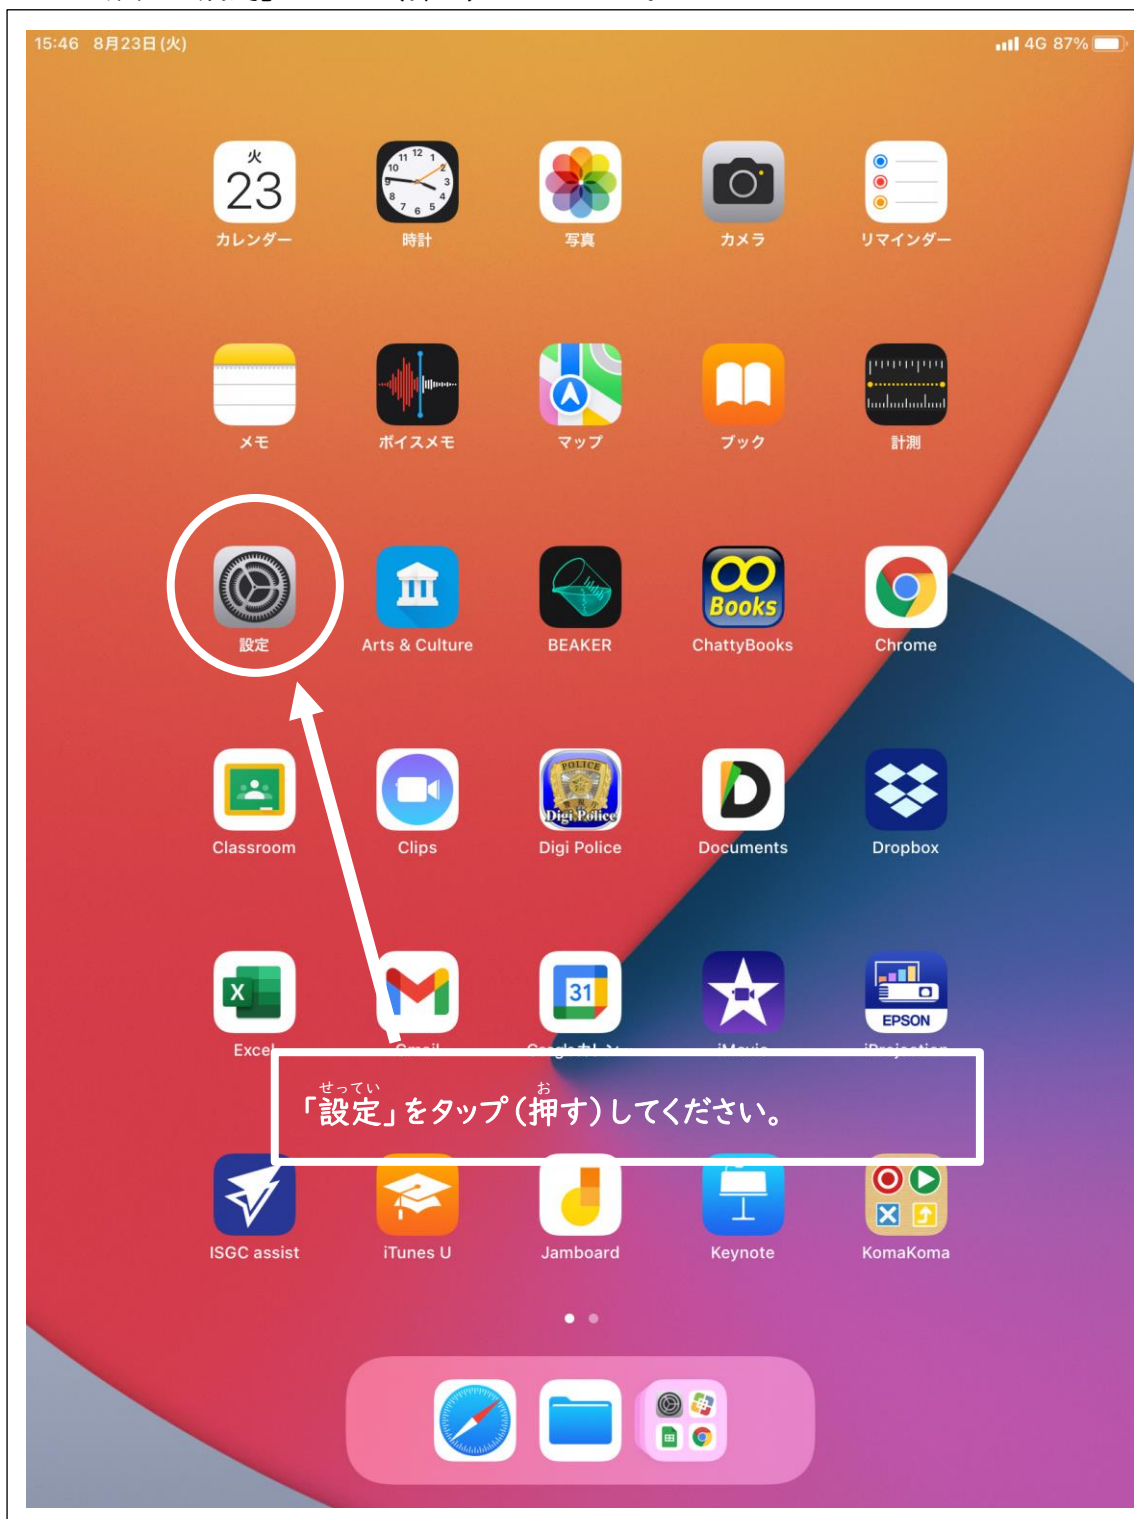 15:46 8月23日(火)
4G 87%
火
23
カレンダー
時計
写真
カメラ
リマインダー
メモ
ボイスメモ
マップ
ブック
計測
Books
設定
Arts & Culture
BEAKER
ChattyBooks
Chrome
POLICE
Digi Police
Classroom
Clips
Digi Police
Documents
Dropbox
X
31
EPSON
Excel
Gmail
せってい
お
「設定」をタップ(押す)してください。
ISGC assist
iTunes U
Jamboard
Keynote
KomaKoma